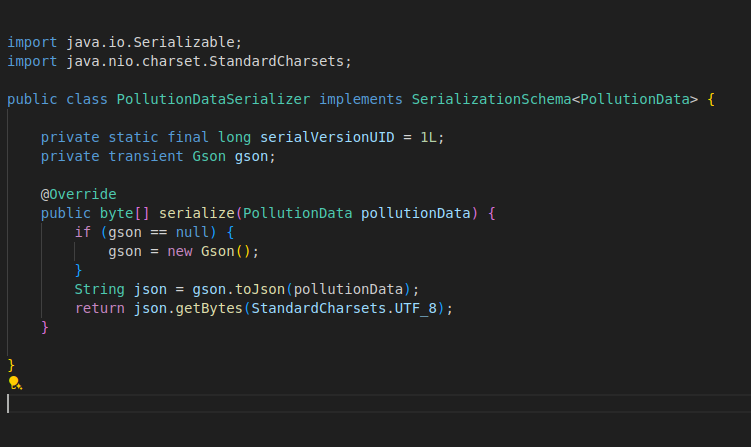 import java.io.Serializable;
import java.nio.charset.StandardCharsets;
public class PollutionDataSerializer implements SerializationSchema<PollutionData> {
private static final long serialVersionUID = 1L;
private transient Gson gson;
@Override
public byte[] serialize(PollutionData pollutionData) {
if (gson == null) {
gson = new Gson();
}
String json = gson.toJson(pollutionData);
return json.getBytes(StandardCharsets.UTF_8);
}
}